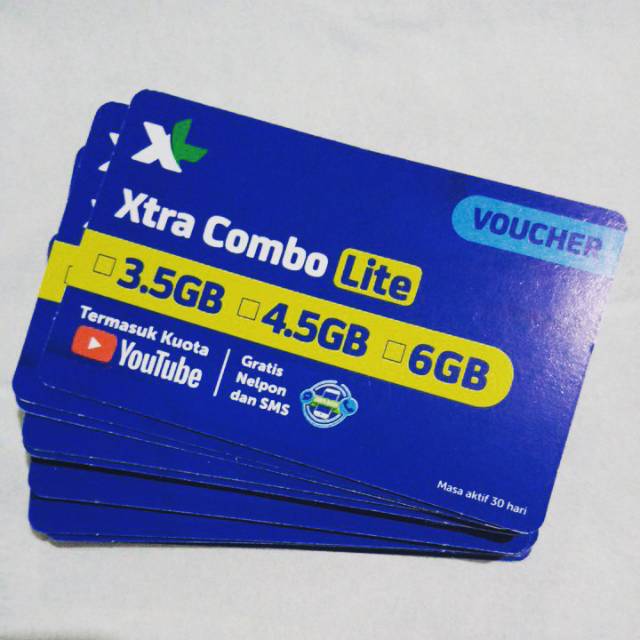 XL
VOUCHER
Xtra Combo Lite
3.5GB 4.5GB 6GB
Termasuk Kuota
YouTube
Gratis
Nelpon
dan SMS
Masa aktif 30 hari